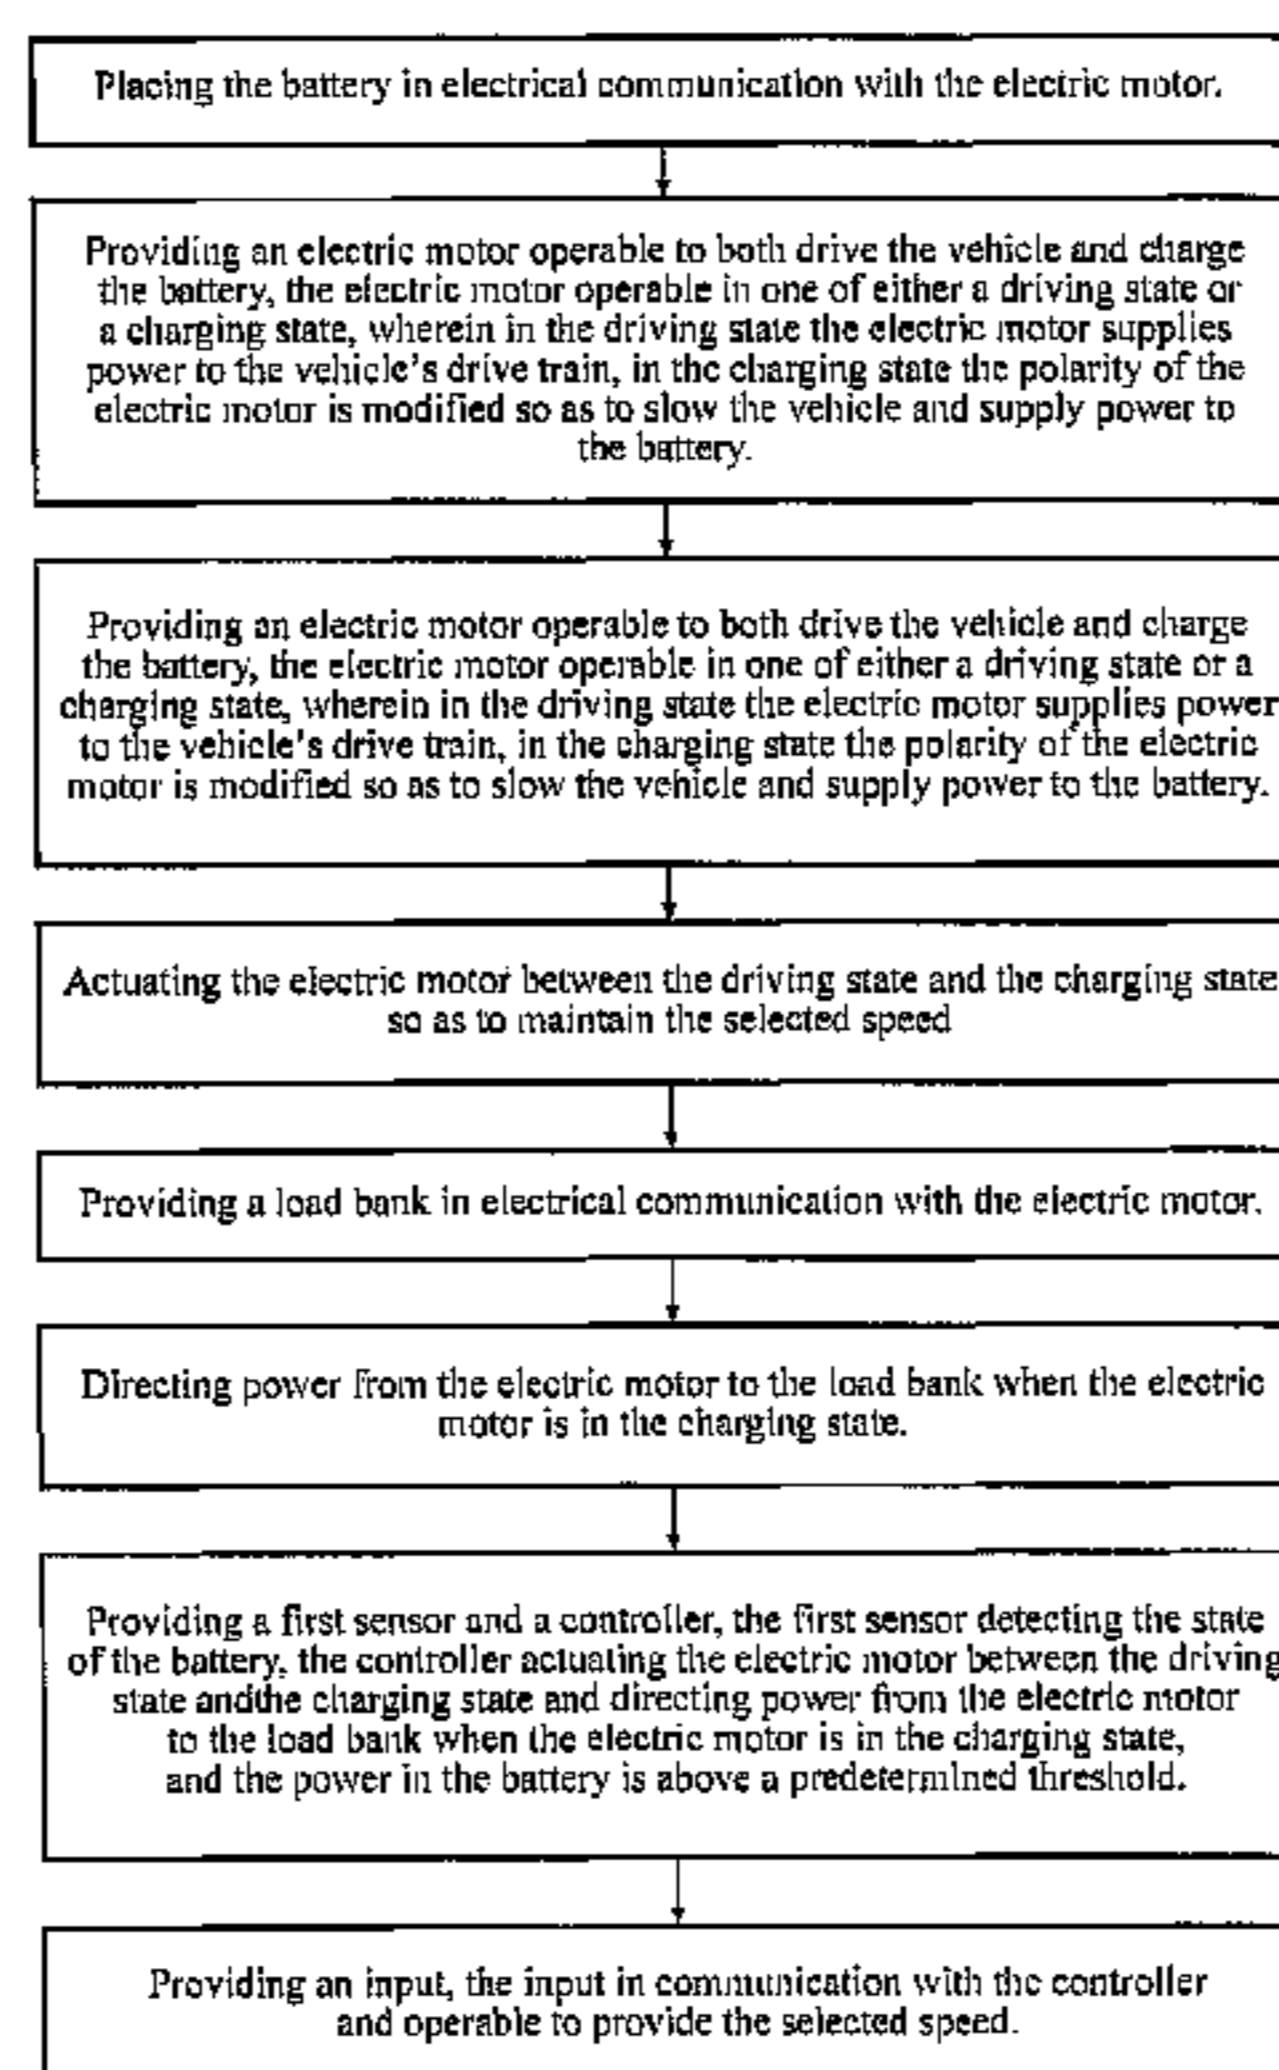 Placing the battery in electrical communication with the electric motor.
Providing an electric motor operable to both drive the vehicle and charge
the battery, the electric motor operable in one of either a driving state or
a charging state, wherein in the driving state the electric motor supplies
power to the vehicle's drive train, in the charging state the polarity of the
electric motor is modified so as to slow the vehicle and supply power to
the battery.
Providing an electric motor operable to both drive the vehicle and charge
the battery, the electric motor operable in one of either a driving state or a
charging state, wherein in the driving state the electric motor supplies power
to the vehicle's drive train, in the charging state the polarity of the electric
motor is modified so as to slow the vehicle and supply power to the battery.
Actuating the electric motor between the driving state and the charging state
so as to maintain the selected speed
Providing a load bank in electrical communication with the electric motor.
Directing power from the electric motor to the load bank when the electric
motor is in the charging state.
Providing a first sensor and a controller, the first sensor detecting the state
of the battery, the controller actuating the electric motor between the driving
state andthe charging state and directing power from the electric motor
to the load bank when the electric motor is in the charging state,
and the power in the battery is above a predetermined threshold.
Providing an input, the input in communication with the controller
and operable to provide the selected speed.